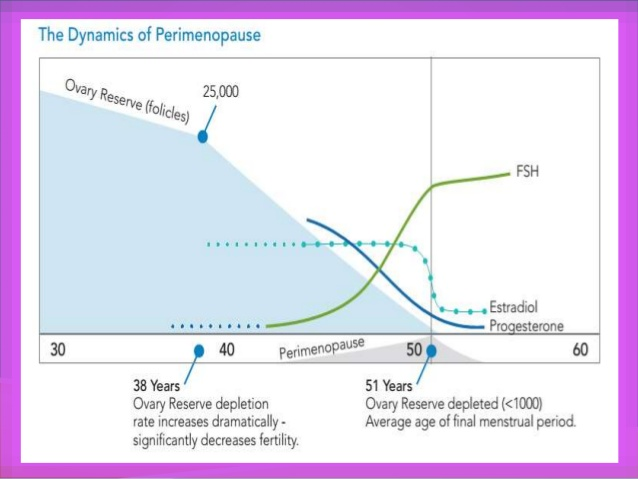 The Dynamics of Perimenopause
Ovary Reserve (folicles)
25,000
FSH
Estradiol
Progesterone
30
40
Perimenopause
50
60
38 Years
Ovary Reserve depletion
rate increases dramatically -
significantly decreases fertility.
51 Years
Ovary Reserve depleted (<1000)
Average age of final menstrual period.